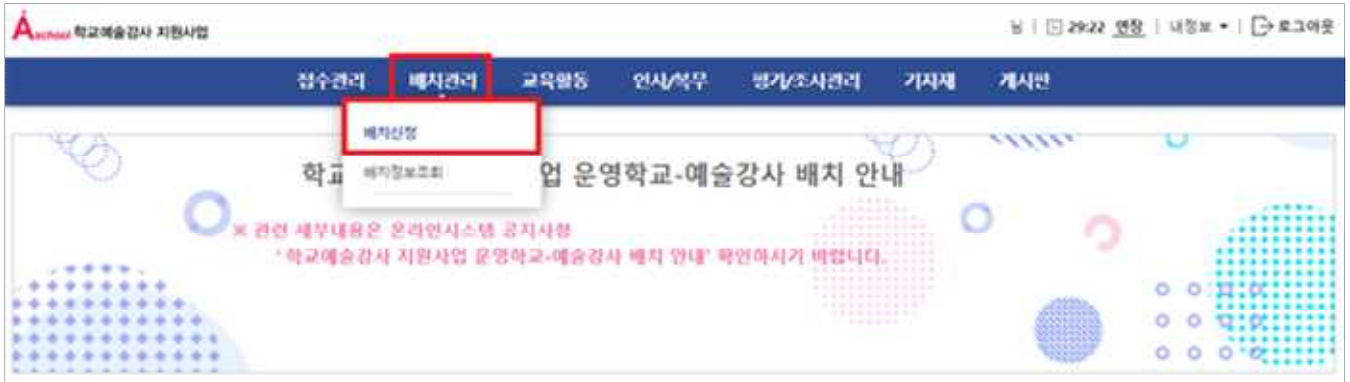 Aschool 학교예술강사 지원사업
님 | 29:22 연장 | 내정보 | 로그아웃
접수관리 배치관리 교육활동 인사/복무 평가/조사관리 기자재 게시판
배치신청
배치정보조회
학교 업 운영학교-예술강사 배치 안내
※ 관련 세부내용은 온라인시스템 공지사항
"학교예술강사 지원사업 운영학교-예술강사 배치 안내" 확인하시기 바랍니다.